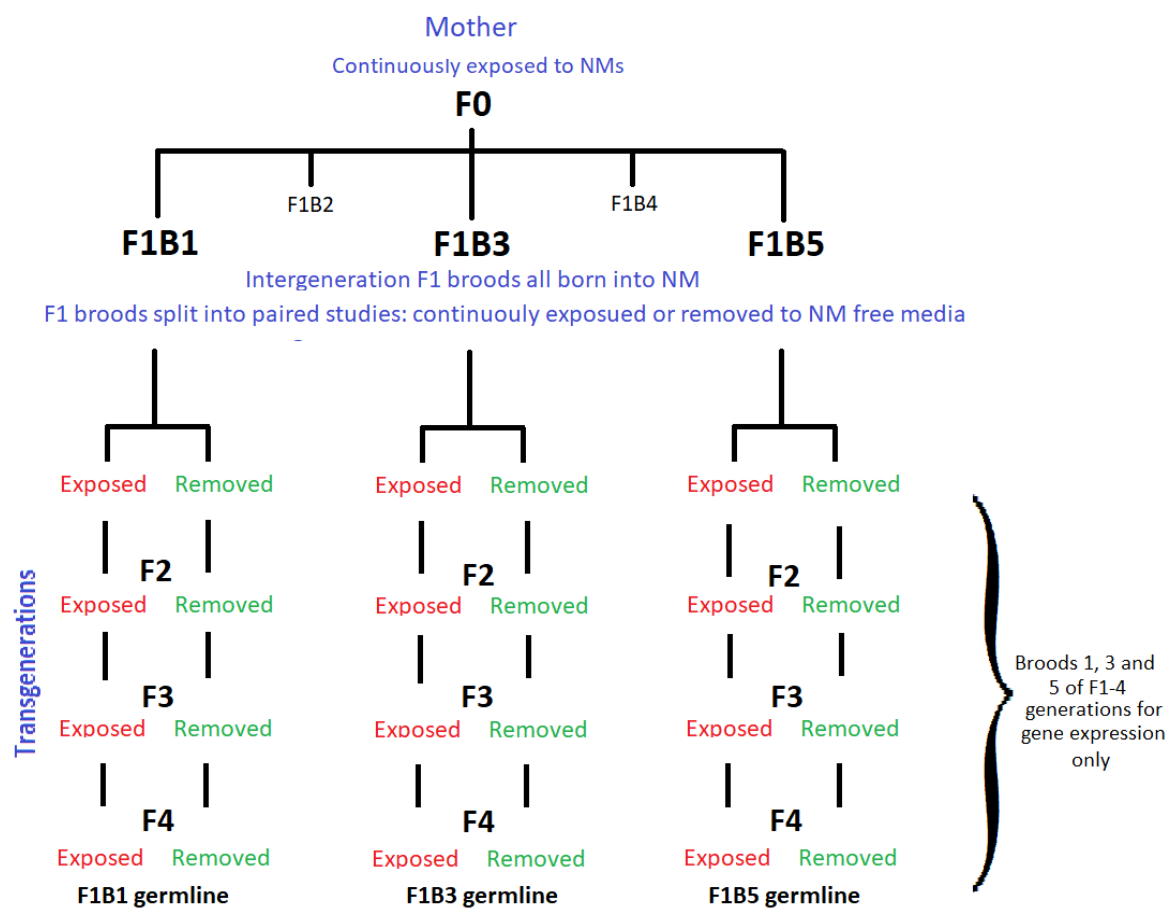 Mother
Continuously exposed to NMs
F0
F1B2
F1B4
F1B1
F1B3
F1B5
Intergeneration F1 broods all born into NM
F1 broods split into paired studies: continouly exposued or removed to NM free media
Exposed Removed Exposed Removed Exposed Removed
F2 F2 F2
Exposed Removed Exposed Removed Exposed Removed
F3 F3 F3
Exposed Removed Exposed Removed Exposed Removed
F4 F4 F4
Exposed Removed Exposed Removed Exposed Removed
F1B1 germline F1B3 germline F1B5 germline
Transgenerations
Broods 1, 3 and
5 of F1-4
generations for
gene expression
only